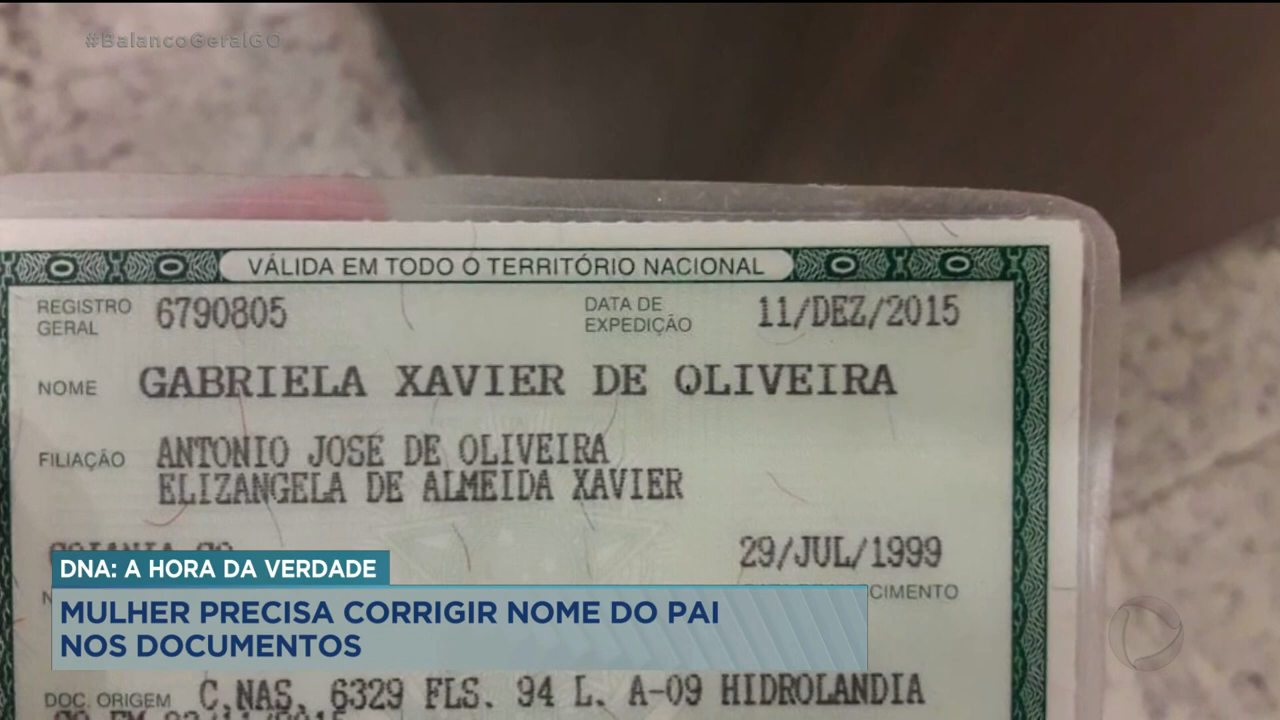 #BalancoGeralGO
VÁLIDA EM TODO O TERRITÓRIO NACIONAL
REGISTRO GERAL 6790805 DATA DE EXPEDIÇÃO 11/DEZ/2015
NOME GABRIELA XAVIER DE OLIVEIRA
FILIAÇÃO ANTONIO JOSE DE OLIVEIRA
ELIZANGELA DE ALMEIDA XAVIER
29/JUL/1999
DNA: A HORA DA VERDADE
MULHER PRECISA CORRIGIR NOME DO PAI
NOS DOCUMENTOS
DOC. ORIGEM C.NAS. 6329 FLS. 94 L. A-09 HIDROLANDIA